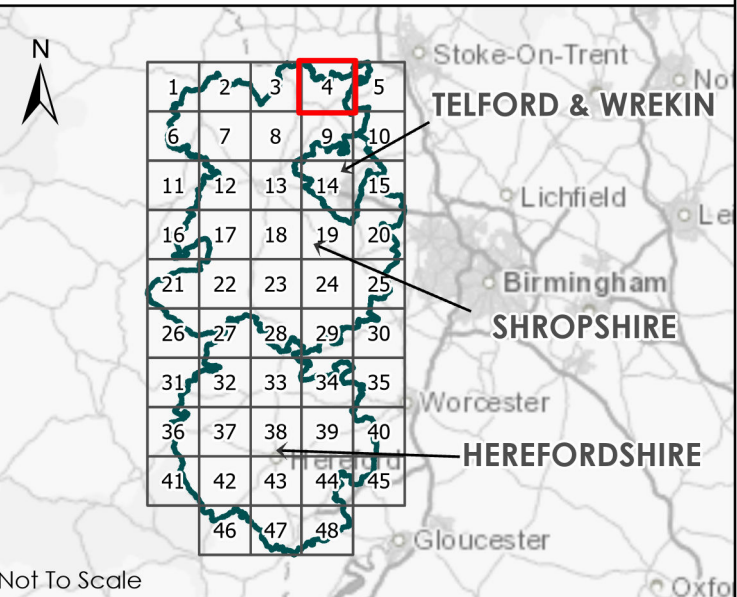 N
Stoke-On-Trent
1 2 3 4 5
TELFORD & WREKIN
6 7 8 9 10
11 12 13 14 15
Lichfield
16 17 18 19 20
21 22 23 24 25
Birmingham
SHROPSHIRE
26 27 28 29 30
31 32 33 34 35
Worcester
36 37 38 39 40
HEREFORDSHIRE
Hereford
41 42 43 44 45
46 47 48
Gloucester
Not To Scale